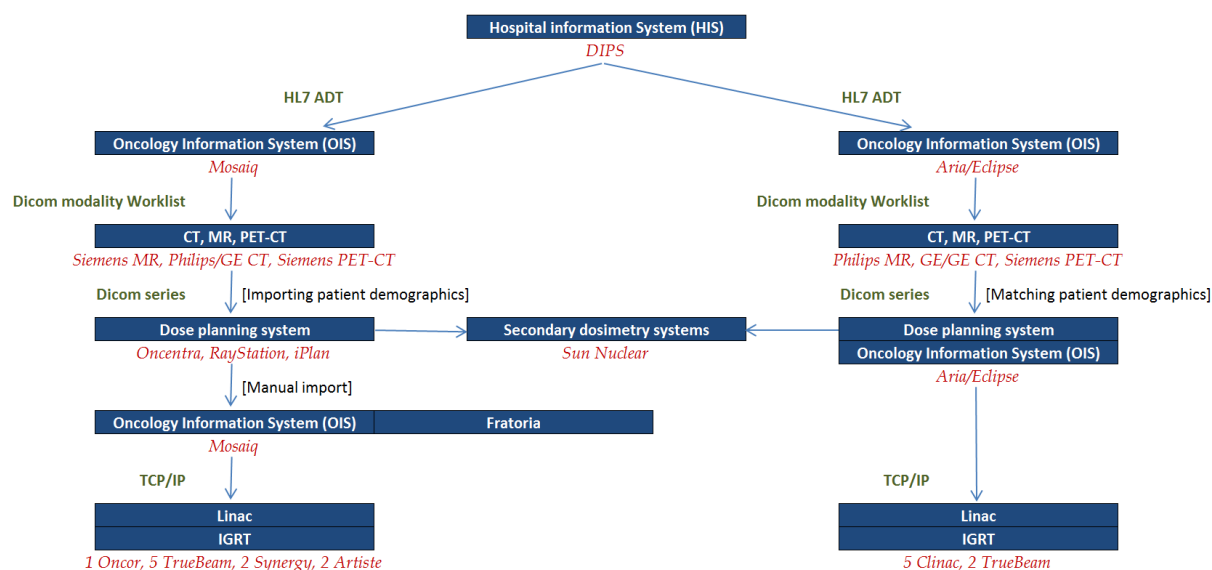 Hospital information System (HIS)
DIPS
HL7 ADT
HL7 ADT
Oncology Information System (OIS)
Oncology Information System (OIS)
Mosaiq
Aria/Eclipse
Dicom modality Worklist
Dicom modality Worklist
CT, MR, PET-CT
CT, MR, PET-CT
Siemens MR, Philips/GE CT, Siemens PET-CT
Philips MR, GE/GE CT, Siemens PET-CT
Dicom series
[Importing patient demographics]
Dicom series
[Matching patient demographics]
Dose planning system
Secondary dosimetry systems
Dose planning system
Oncentra, RayStation, iPlan
Sun Nuclear
Oncology Information System (OIS)
Aria/Eclipse
[Manual import]
Oncology Information System (OIS)
Fratoria
Mosaiq
TCP/IP
TCP/IP
Linac
Linac
IGRT
IGRT
1 Oncor, 5 TrueBeam, 2 Synergy, 2 Artiste
5 Clinac, 2 TrueBeam